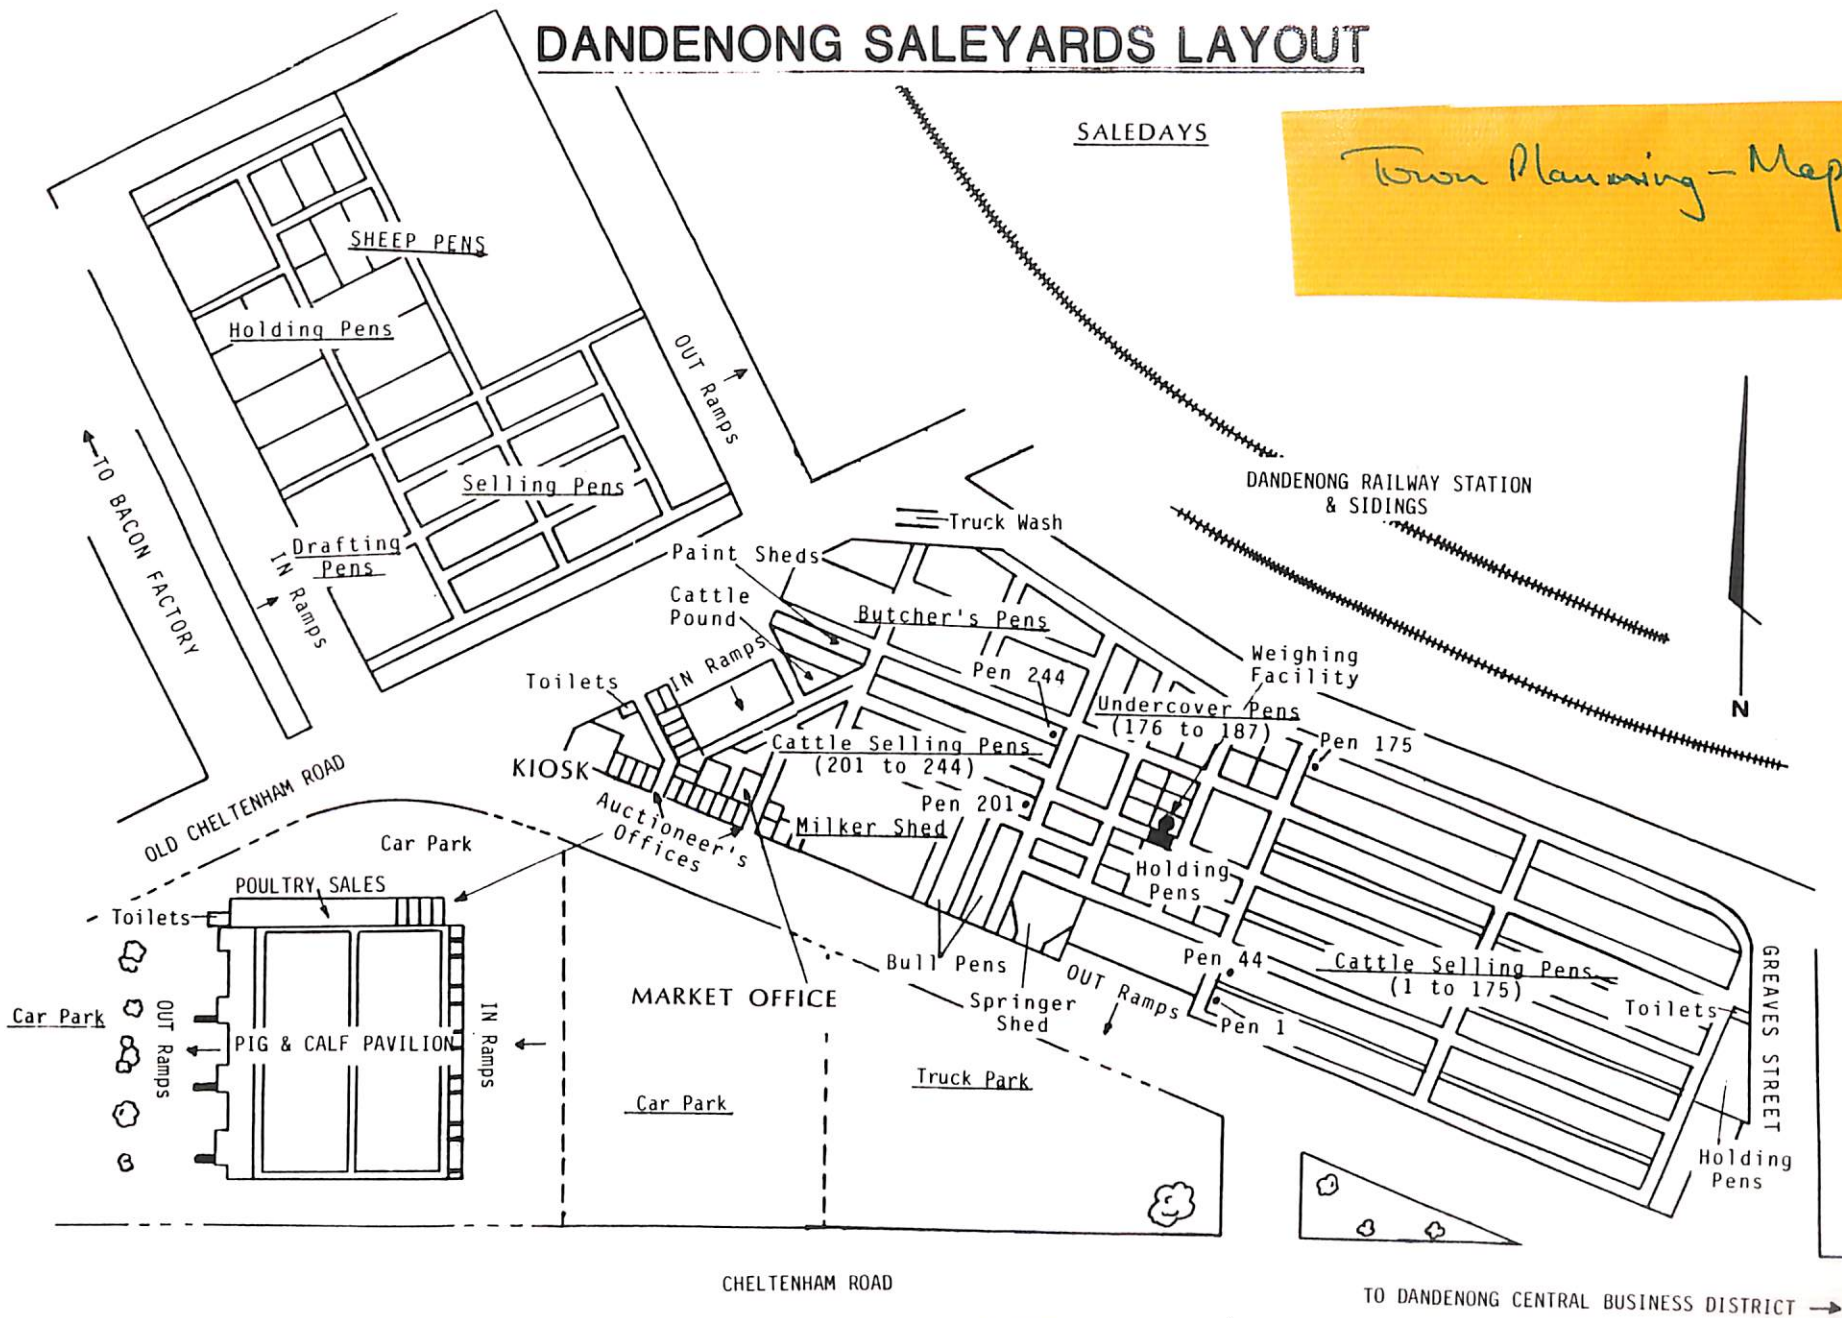 DANDENONG SALEYARDS LAYOUT
SALEDAYS
Town Planning - Map
SHEEP PENS
Holding Pens
OUT Ramps
TO BACON FACTORY
Selling Pens
Drafting
Pens
IN Ramps
DANDENONG RAILWAY STATION
& SIDINGS
Truck Wash
Paint Sheds
Cattle
Pound
Butcher's Pens
IN Ramps
Toilets
Pen 244
Weighing
Facility
Undercover Pens
(176 to 187)
N
Pen 175
Cattle Selling Pens
(201 to 244)
KIOSK
Pen 201
Auctioneer's
Offices
Milker Shed
Holding
Pens
OLD CHELTENHAM ROAD
Car Park
POULTRY SALES
Toilets
Bull Pens
Springer
Shed
OUT Ramps
Pen 44
Pen 1
Cattle Selling Pens
(1 to 175)
Toilets
GREAVES STREET
MARKET OFFICE
Car Park
OUT Ramps
PIG & CALF PAVILION
IN Ramps
Car Park
Truck Park
Holding
Pens
CHELTENHAM ROAD
TO DANDENONG CENTRAL BUSINESS DISTRICT